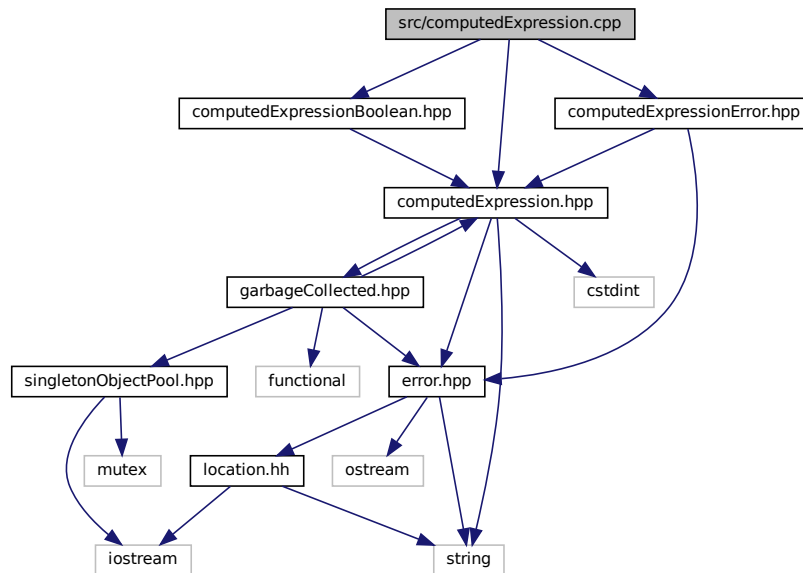 src/computedExpression.cpp
computedExpressionBoolean.hpp
computedExpressionError.hpp
computedExpression.hpp
garbageCollected.hpp
cstdint
singletonObjectPool.hpp
functional
error.hpp
mutex
location.hh
ostream
iostream
string